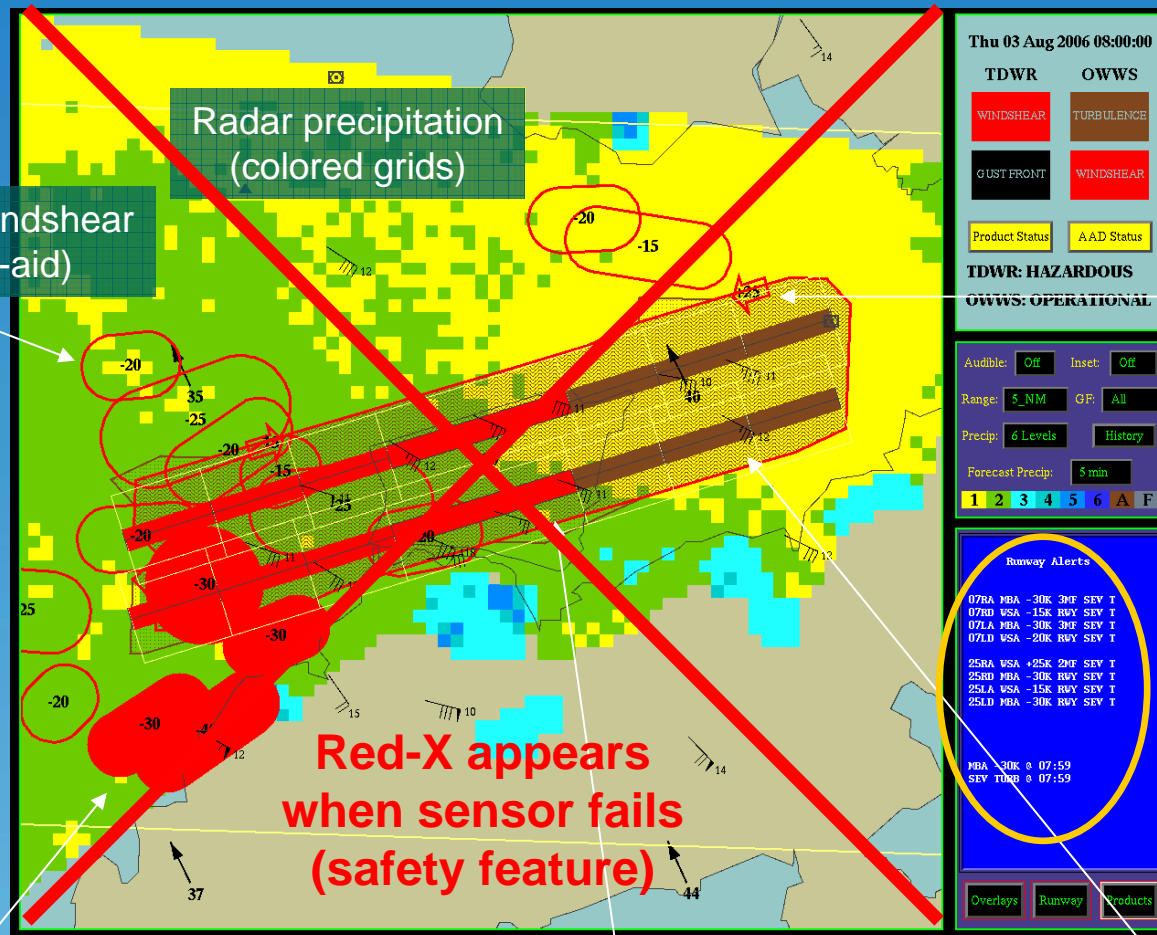 Radar precipitation
(colored grids)
ndshear
-aid)
Red-X appears
when sensor fails
(safety feature)
14
12
-20
-15
-20
35
-25
-20
-15
10
11
40
11
12
12
-25
11
-20
20
11
-30
-30
25
-20
-30
12
15
10
14
13
37
44
Thu 03 Aug 2006 08:00:00
TDWR OWWS
WINDSHEAR TURBULENCE
GUST FRONT WINDSHEAR
Product Status AAD Status
TDWR: HAZARDOUS
OWWS: OPERATIONAL
Audible: Off Inset: Off
Range: 5_NM GF: All
Precip: 6 Levels History
Forecast Precip: 5 min
1 2 3 4 5 6 A F
Runway Alerts
07RA MBA -30K 3MF SEV T
07RD WSA -15K RWY SEV T
07LA MBA -30K 3MF SEV T
07LD WSA -20K RWY SEV T
25RA WSA +25K 2MF SEV T
25RD MBA -30K RWY SEV T
25LA WSA -15K RWY SEV T
25LD MBA -30K RWY SEV T
MBA -30K @ 07:59
SEV TURB @ 07:59
Overlays Runway Products